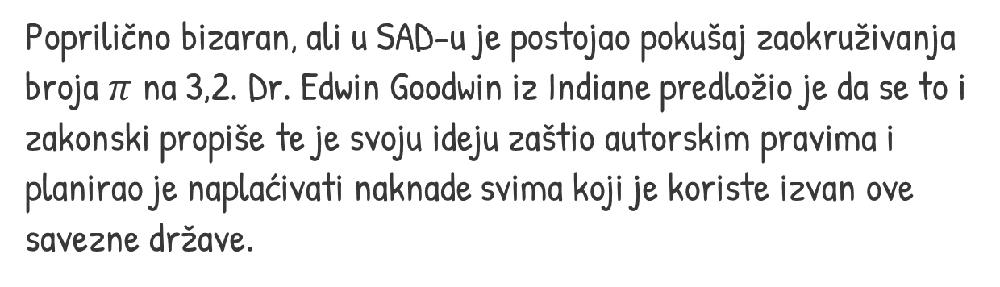 Poprilično bizaran, ali u SAD-u je postojao pokušaj zaokruživanja
broja π na 3,2. Dr. Edwin Goodwin iz Indiane predložio je da se to i
zakonski propiše te je svoju ideju zaštio autorskim pravima i
planirao je naplaćivati naknade svima koji je koriste izvan ove
savezne države.